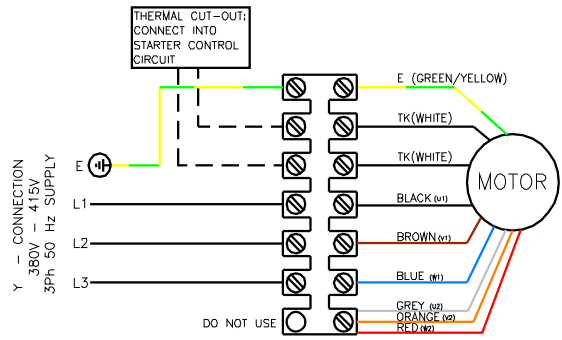 THERMAL CUT-OUT;
CONNECT INTO
STARTER CONTROL
CIRCUIT
E (GREEN/YELLOW)
TK(WHITE)
TK(WHITE)
E
MOTOR
L1
BLACK (U1)
L2
BROWN (V1)
L3
BLUE (W1)
GREY (U2)
ORANGE (V2)
RED(W2)
DO NOT USE
Y - CONNECTION
380V - 415V
3Ph 50 Hz SUPPLY